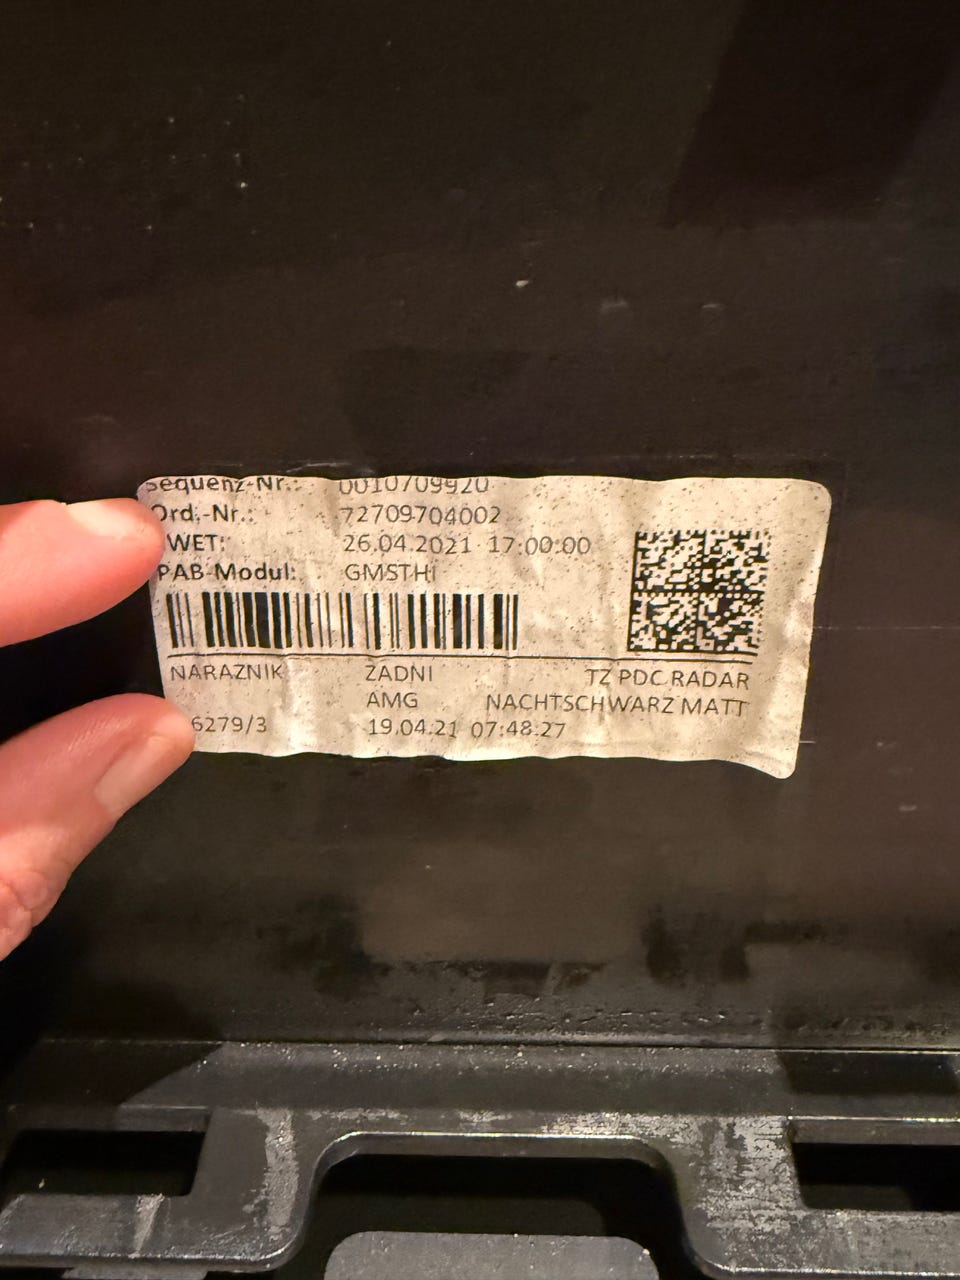 Sequenz-Nr.: 0010709920
Ord.-Nr.: 72709704002
WET: 26.04.2021 17:00:00
PAB-Modul: GMSTHi
NARAZNIK ZADNI TZ PDC RADAR
AMG NACHTSCHWARZ MATT
6279/3 19.04.21 07:48:27